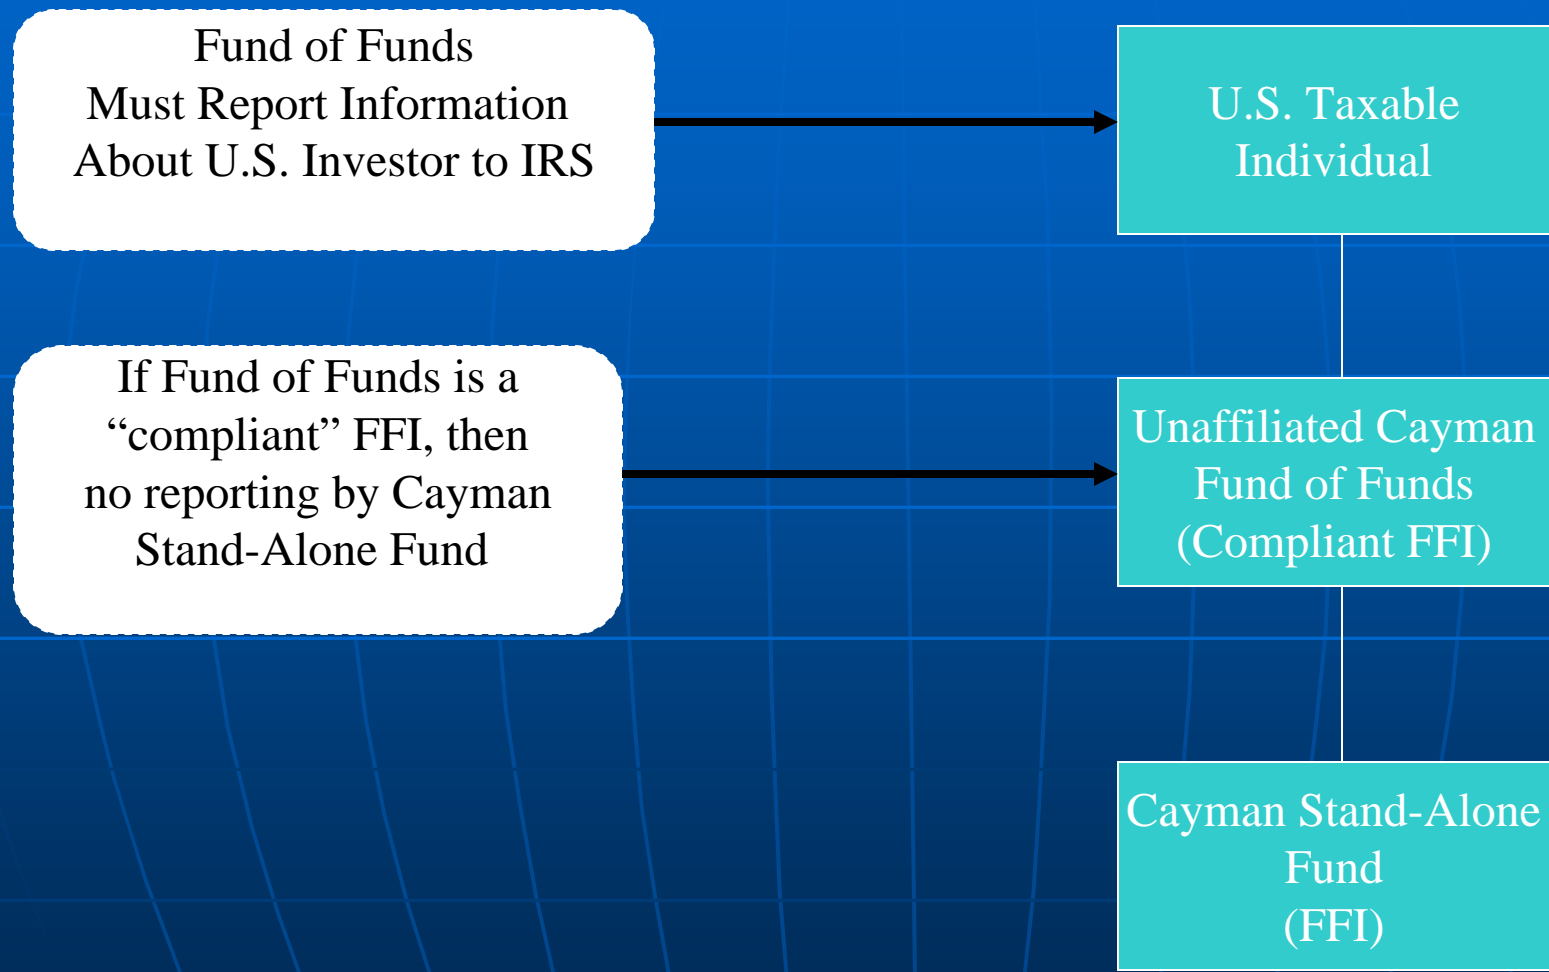 Fund of Funds
Must Report Information
About U.S. Investor to IRS
U.S. Taxable
Individual
If Fund of Funds is a
“compliant” FFI, then
no reporting by Cayman
Stand-Alone Fund
Unaffiliated Cayman
Fund of Funds
(Compliant FFI)
Cayman Stand-Alone
Fund
(FFI)